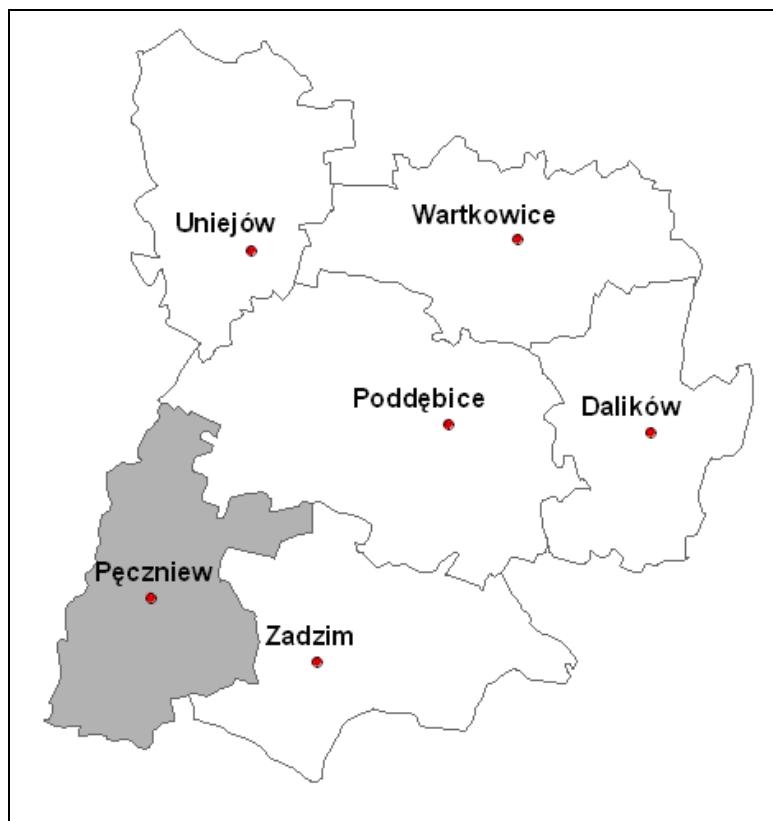 Uniejów
Wartkowice
Poddębice
Dalików
Pęczniew
Zadzim